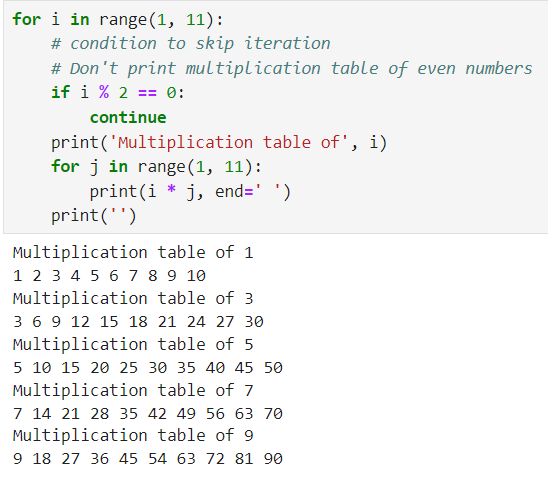 for i in range(1, 11):
    # condition to skip iteration
    # Don't print multiplication table of even numbers
    if i % 2 == 0:
        continue
    print('Multiplication table of', i)
    for j in range(1, 11):
        print(i * j, end=' ')
    print('')
Multiplication table of 1
1 2 3 4 5 6 7 8 9 10
Multiplication table of 3
3 6 9 12 15 18 21 24 27 30
Multiplication table of 5
5 10 15 20 25 30 35 40 45 50
Multiplication table of 7
7 14 21 28 35 42 49 56 63 70
Multiplication table of 9
9 18 27 36 45 54 63 72 81 90